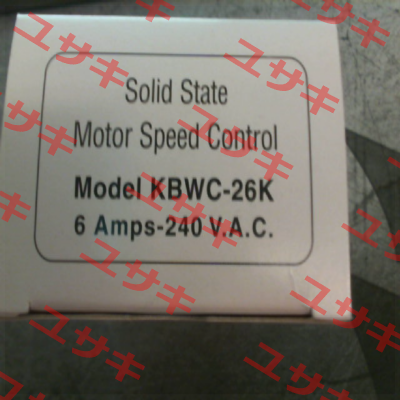 Solid State
Motor Speed Control
Model KBWC-26K
6 Amps-240 V.A.C.
ユサキ